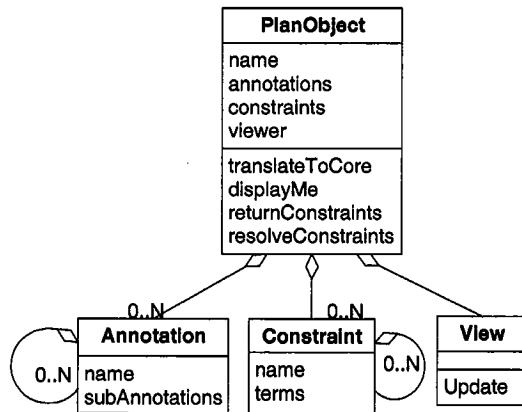 PlanObject
name
annotations
constraints
viewer
translateToCore
displayMe
returnConstraints
resolveConstraints
0..N
0..N
Annotation
Constraint
View
0..N
name
subAnnotations
name
terms
0..N
Update